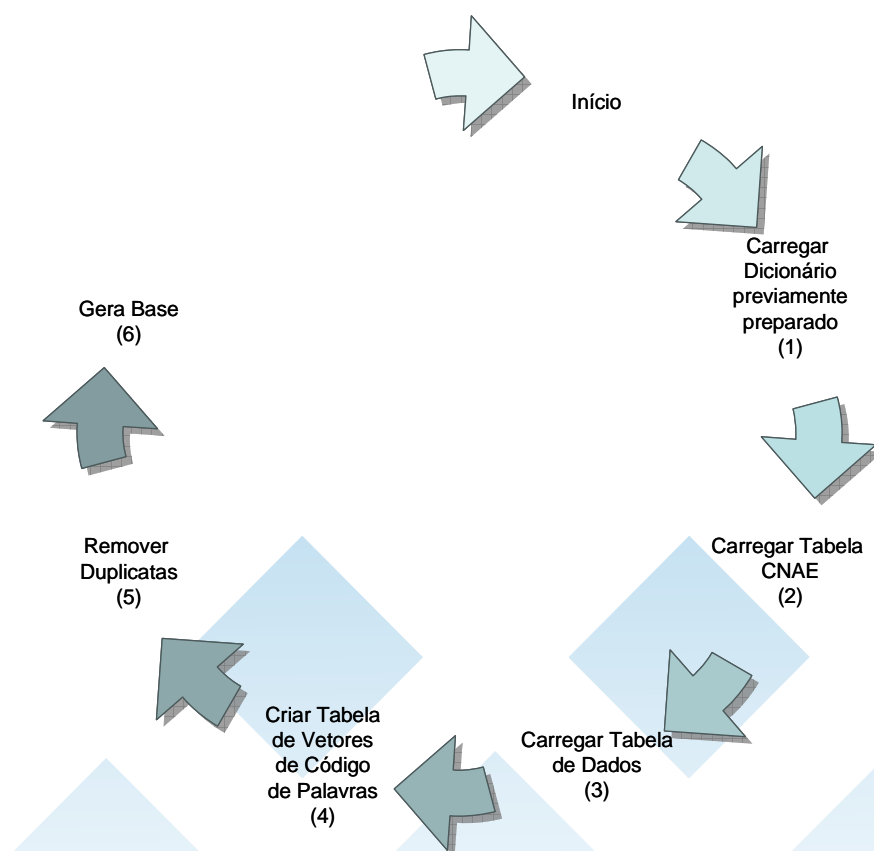 Início
Carregar
Dicionário
previamente
preparado
(1)
Carregar Tabela
CNAE
(2)
Carregar Tabela
de Dados
(3)
Criar Tabela
de Vetores
de Código
de Palavras
(4)
Remover
Duplicatas
(5)
Gera Base
(6)